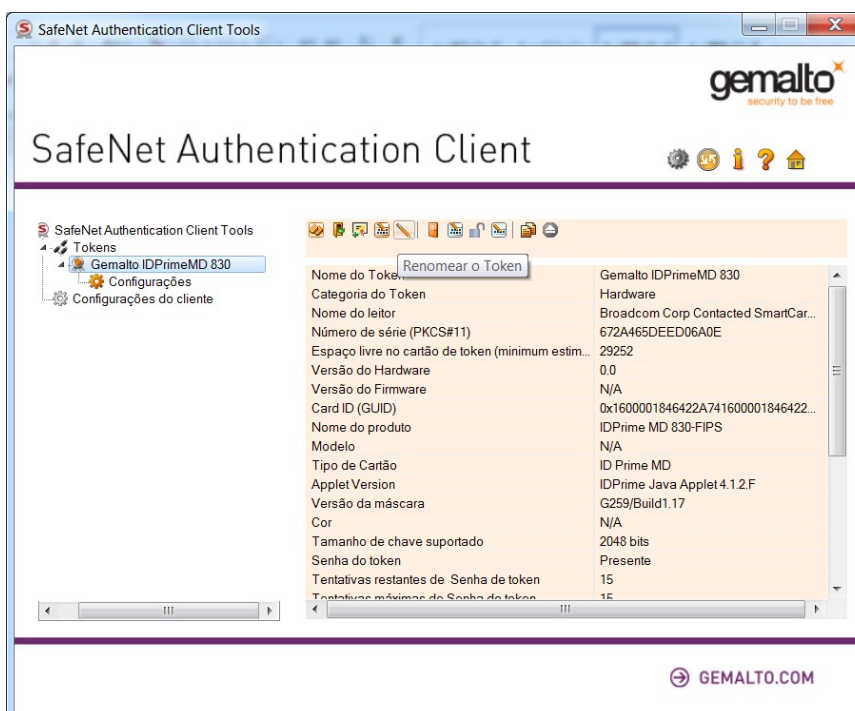 SafeNet Authentication Client Tools
gemalto
security to be free
SafeNet Authentication Client
SafeNet Authentication Client Tools
Tokens
Gemalto IDPrimeMD 830
Configurações
Configurações do cliente
Renomear o Token
Nome do Token Gemalto IDPrimeMD 830
Categoria do Token Hardware
Nome do leitor Broadcom Corp Contacted SmartCar...
Número de série (PKCS#11) 672A465DEED06A0E
Espaço livre no cartão de token (minimum estim... 29252
Versão do Hardware 0.0
Versão do Firmware N/A
Card ID (GUID) 0x1600001846422A741600001846422...
Nome do produto IDPrime MD 830-FIPS
Modelo N/A
Tipo de Cartão ID Prime MD
Applet Version IDPrime Java Applet 4.1.2.F
Versão da máscara G259/Build1.17
Cor N/A
Tamanho de chave suportado 2048 bits
Senha do token Presente
Tentativas restantes de Senha de token 15
Tentativas máximas de Senha do token 15
GEMALTO.COM